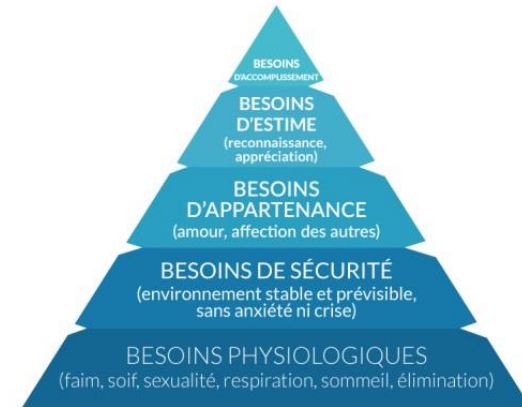 BESOINS
D'ACCOMPLISSEMENT
BESOINS
D'ESTIME
(reconnaissance,
appréciation)
BESOINS
D'APPARTENANCE
(amour, affection des autres)
BESOINS DE SÉCURITÉ
(environnement stable et prévisible,
sans anxiété ni crise)
BESOINS PHYSIOLOGIQUES
(faim, soif, sexualité, respiration, sommeil, élimination)